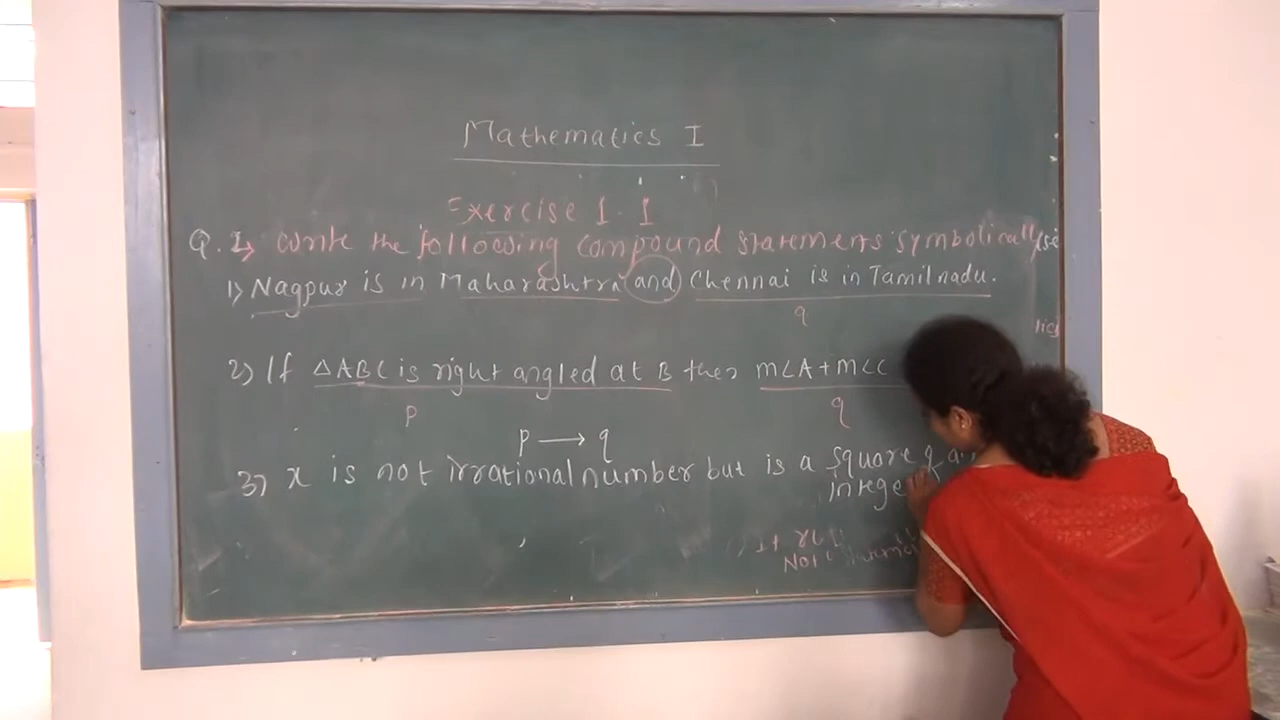 Mathematics I
Exercise 1.1
Q.1) Write the following compound statements symbolically
1) Nagpur is in Maharashtra and Chennai is in Tamilnadu.
q
2) If △ABC is right angled at B then m∠A + m∠C
p q
p → q
3) x is not irrational number but is a square of
integer
Not